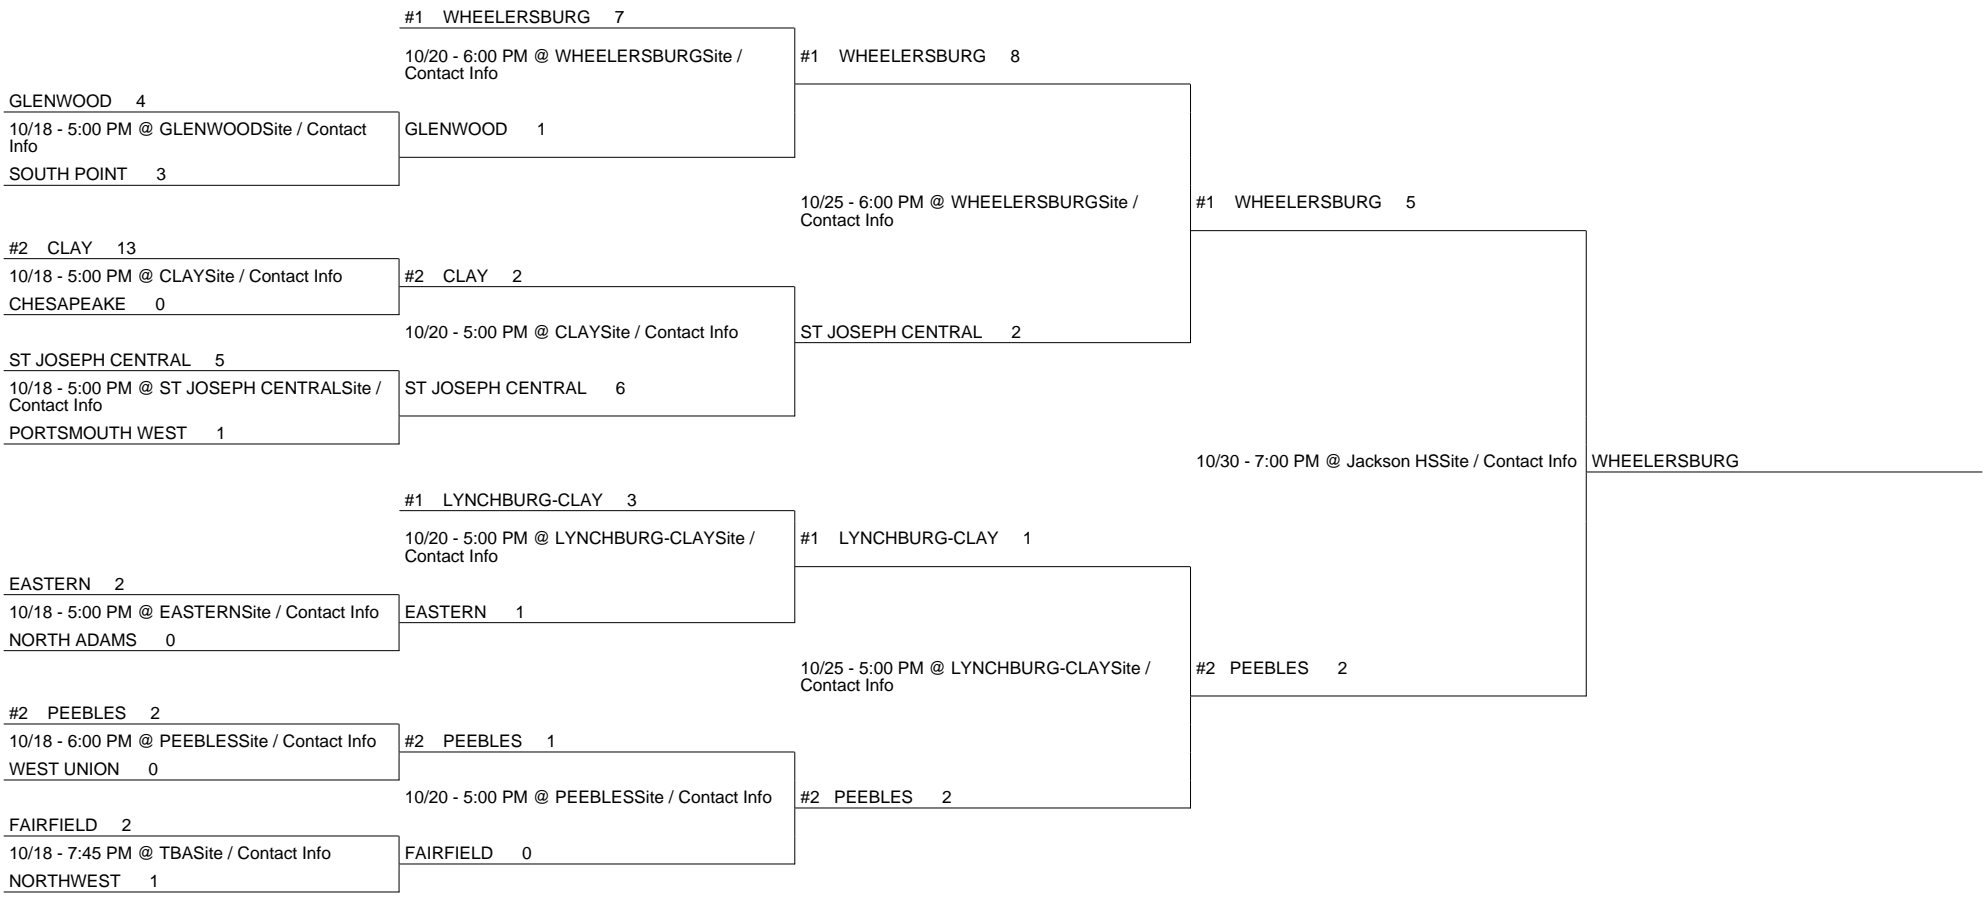 #1 WHEELERSBURG 7
10/20 - 6:00 PM @ WHEELERSBURGSite /
Contact Info
#1 WHEELERSBURG 8
GLENWOOD 4
10/18 - 5:00 PM @ GLENWOODSite / Contact
Info
GLENWOOD 1
SOUTH POINT 3
10/25 - 6:00 PM @ WHEELERSBURGSite /
Contact Info
#1 WHEELERSBURG 5
#2 CLAY 13
10/18 - 5:00 PM @ CLAYSite / Contact Info
#2 CLAY 2
CHESAPEAKE 0
10/20 - 5:00 PM @ CLAYSite / Contact Info
ST JOSEPH CENTRAL 2
ST JOSEPH CENTRAL 5
10/18 - 5:00 PM @ ST JOSEPH CENTRALSite /
Contact Info
ST JOSEPH CENTRAL 6
PORTSMOUTH WEST 1
10/30 - 7:00 PM @ Jackson HSSite / Contact Info
WHEELERSBURG
#1 LYNCHBURG-CLAY 3
10/20 - 5:00 PM @ LYNCHBURG-CLAYSite /
Contact Info
#1 LYNCHBURG-CLAY 1
EASTERN 2
10/18 - 5:00 PM @ EASTERNSite / Contact Info
EASTERN 1
NORTH ADAMS 0
10/25 - 5:00 PM @ LYNCHBURG-CLAYSite /
Contact Info
#2 PEEBLES 2
#2 PEEBLES 2
10/18 - 6:00 PM @ PEEBLESSite / Contact Info
#2 PEEBLES 1
WEST UNION 0
10/20 - 5:00 PM @ PEEBLESSite / Contact Info
#2 PEEBLES 2
FAIRFIELD 2
10/18 - 7:45 PM @ TBASite / Contact Info
FAIRFIELD 0
NORTHWEST 1